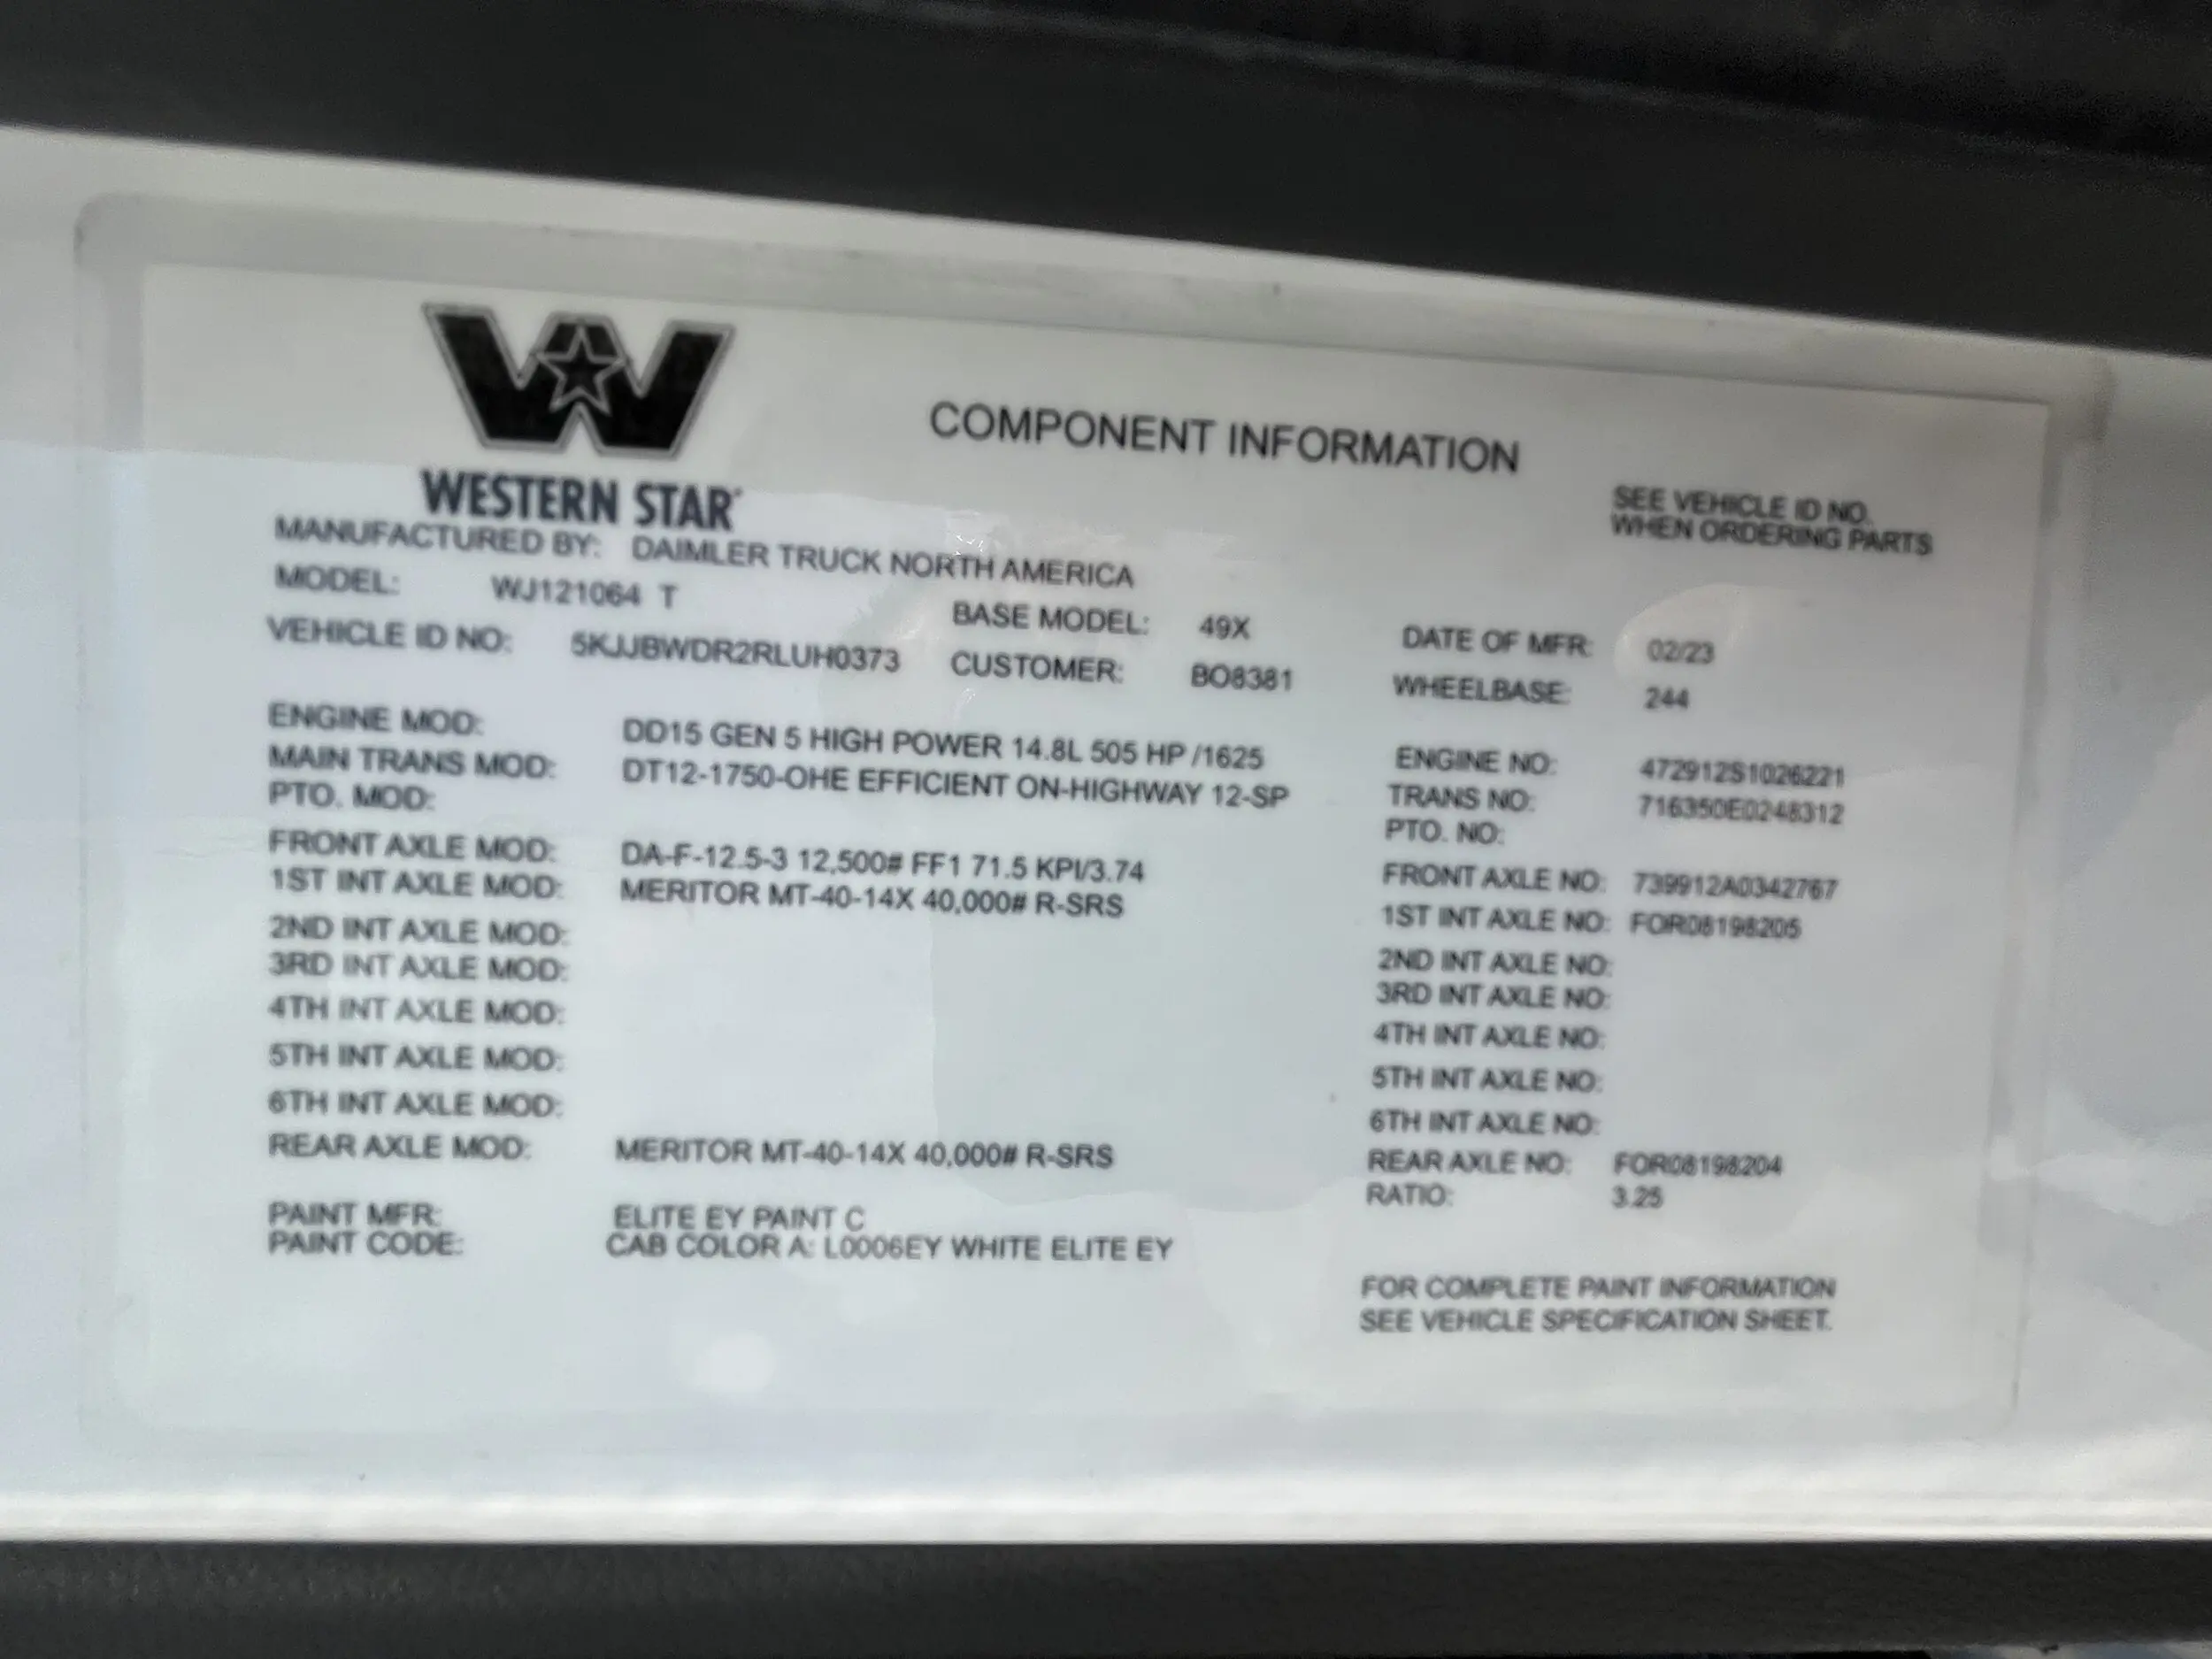 WESTERN STAR
COMPONENT INFORMATION
SEE VEHICLE ID NO.
WHEN ORDERING PARTS
MANUFACTURED BY: DAIMLER TRUCK NORTH AMERICA
MODEL: WJ121064 T BASE MODEL: 49X DATE OF MFR: 02/23
VEHICLE ID NO: 5KJJBWDR2RLUH0373 CUSTOMER: BO8381 WHEELBASE: 244
ENGINE MOD: DD15 GEN 5 HIGH POWER 14.8L 505 HP /1625 ENGINE NO: 472912S1026221
MAIN TRANS MOD: DT12-1750-OHE EFFICIENT ON-HIGHWAY 12-SP TRANS NO: 716350E0248312
PTO. MOD: PTO. NO:
FRONT AXLE MOD: DA-F-12.5-3 12,500# FF1 71.5 KPI/3.74 FRONT AXLE NO: 739912A0342767
1ST INT AXLE MOD: MERITOR MT-40-14X 40,000# R-SRS 1ST INT AXLE NO: FOR08198205
2ND INT AXLE MOD: 2ND INT AXLE NO:
3RD INT AXLE MOD: 3RD INT AXLE NO:
4TH INT AXLE MOD: 4TH INT AXLE NO:
5TH INT AXLE MOD: 5TH INT AXLE NO:
6TH INT AXLE MOD: 6TH INT AXLE NO:
REAR AXLE MOD: MERITOR MT-40-14X 40,000# R-SRS REAR AXLE NO: FOR08198204
RATIO: 3.25
PAINT MFR: ELITE EY PAINT C
PAINT CODE: CAB COLOR A: L0006EY WHITE ELITE EY
FOR COMPLETE PAINT INFORMATION
SEE VEHICLE SPECIFICATION SHEET.